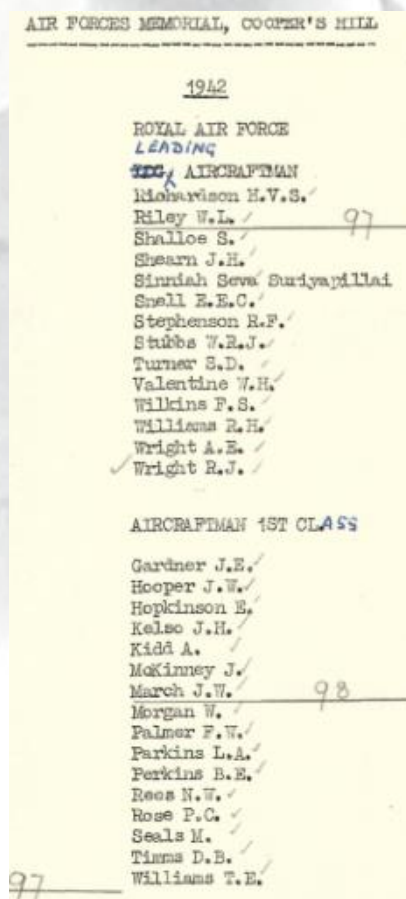 AIR FORCES MEMORIAL, COOPER'S HILL
1942
ROYAL AIR FORCE
LEADING
LDG. AIRCRAFTMAN
Richardson H.V.S.
Riley W.L. 97
Shalloe S.
Shearn J.H.
Sinniah Seva Suriyapillai
Snell E.E.C.
Stephenson R.F.
Stubbs W.R.J.
Turner S.D.
Valentine W.H.
Wilkins F.S.
Williams R.H.
Wright A.E.
Wright R.J.
AIRCRAFTMAN 1ST CLASS
Gardner J.E.
Hooper J.W.
Hopkinson E.
Kelso J.H.
Kidd A.
McKinney J.
March J.W. 98
Morgan W.
Palmer F.W.
Parkins L.A.
Perkins B.E.
Rees N.W.
Rose P.C.
Seals M.
Timms D.B.
Williams T.E.
97